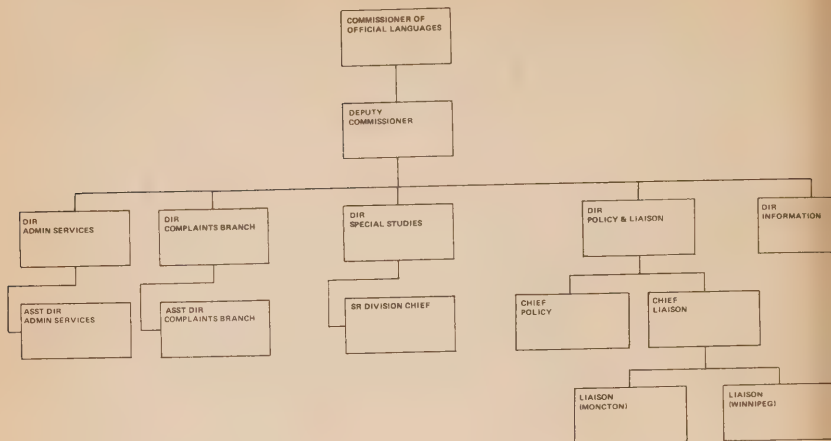 COMMISSIONER OF
OFFICIAL LANGUAGES
DEPUTY
COMMISSIONER
DIR
ADMIN SERVICES
DIR
COMPLAINTS BRANCH
DIR
SPECIAL STUDIES
DIR
POLICY & LIAISON
DIR
INFORMATION
ASST DIR
ADMIN SERVICES
ASST DIR
COMPLAINTS BRANCH
SR DIVISION CHIEF
CHIEF
POLICY
CHIEF
LIAISON
LIAISON
(MONCTON)
LIAISON
(WINNIPEG)